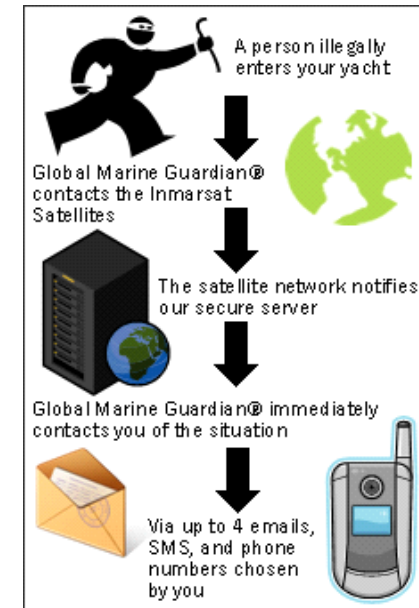 A person illegally
enters your yacht
Global Marine Guardian®
contacts the Inmarsat
Satellites
The satellite network notifies
our secure server
Global Marine Guardian® immediately
contacts you of the situation
Via up to 4 emails,
SMS, and phone
numbers chosen
by you